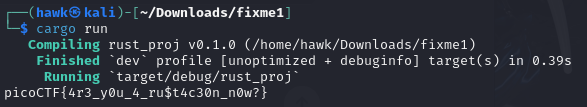 ┌──(hawk㉿kali)-[~/Downloads/fixme1]
└─$ cargo run
Compiling rust_proj v0.1.0 (/home/hawk/Downloads/fixme1)
Finished `dev` profile [unoptimized + debuginfo] target(s) in 0.39s
Running `target/debug/rust_proj`
picoCTF{4r3_y0u_4_ru$t4c30n_n0w?}